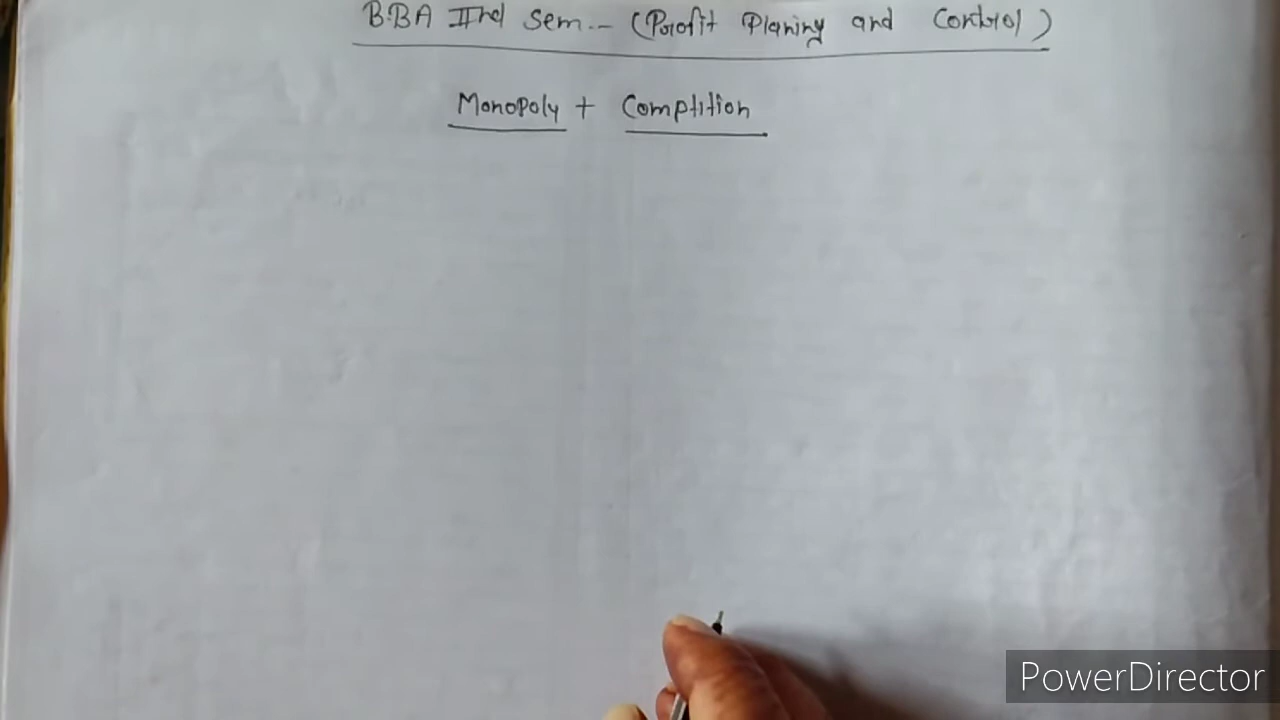 B.BA IInd Sem.- (Profit Planing and Control)
Monopoly + Comptition
PowerDirector